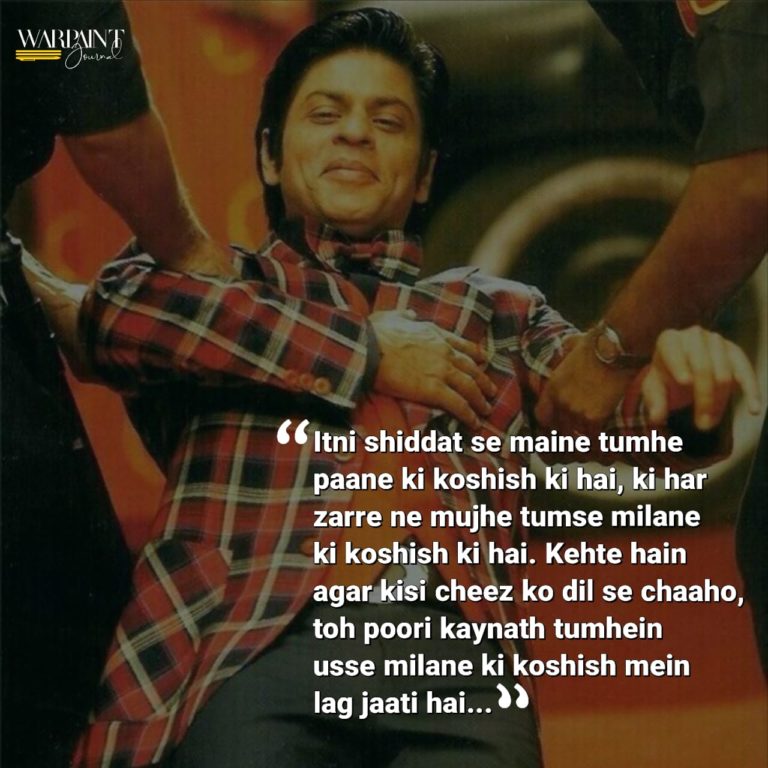 WARPAINT
Journal
“Itni shiddat se maine tumhe
paane ki koshish ki hai, ki har
zarre ne mujhe tumse milane
ki koshish ki hai. Kehte hain
agar kisi cheez ko dil se chaaho,
toh poori kaynath tumhein
usse milane ki koshish mein
lag jaati hai...”